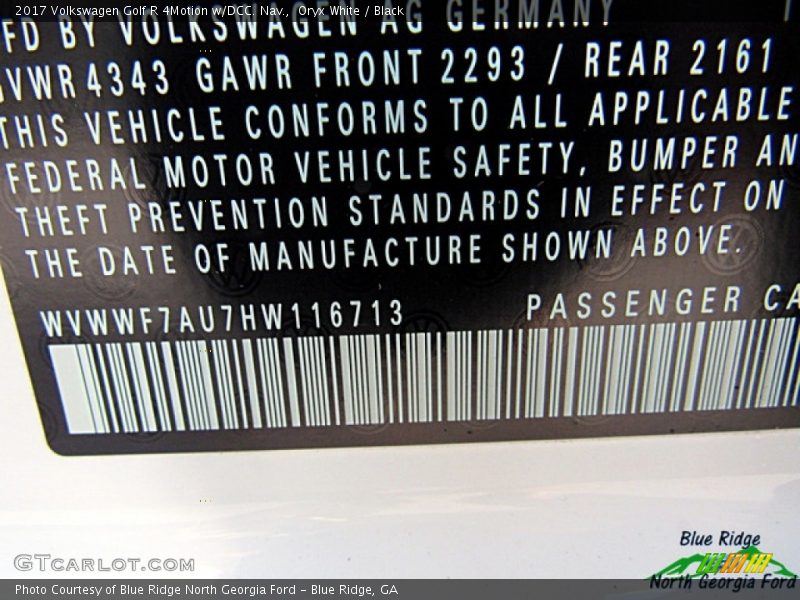 2017 Volkswagen Golf R 4Motion w/DCC. Nav., Oryx White / Black
FD BY VOLKSWAGEN AG GERMANY
GVWR 4343 GAWR FRONT 2293 / REAR 2161
THIS VEHICLE CONFORMS TO ALL APPLICABLE
FEDERAL MOTOR VEHICLE SAFETY, BUMPER AN
THEFT PREVENTION STANDARDS IN EFFECT ON
THE DATE OF MANUFACTURE SHOWN ABOVE.
WVWWF7AU7HW116713 PASSENGER CA
GTCARLOT.COM
Blue Ridge
North Georgia Ford
Photo Courtesy of Blue Ridge North Georgia Ford - Blue Ridge, GA